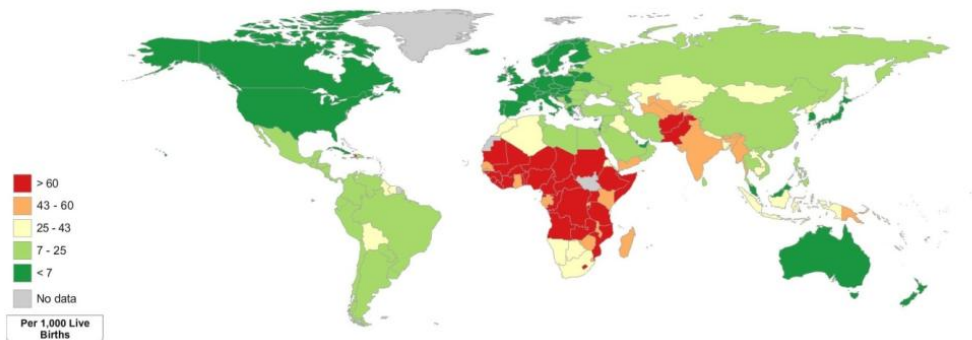 > 60
43 - 60
25 - 43
7 - 25
< 7
No data
Per 1,000 Live
Births